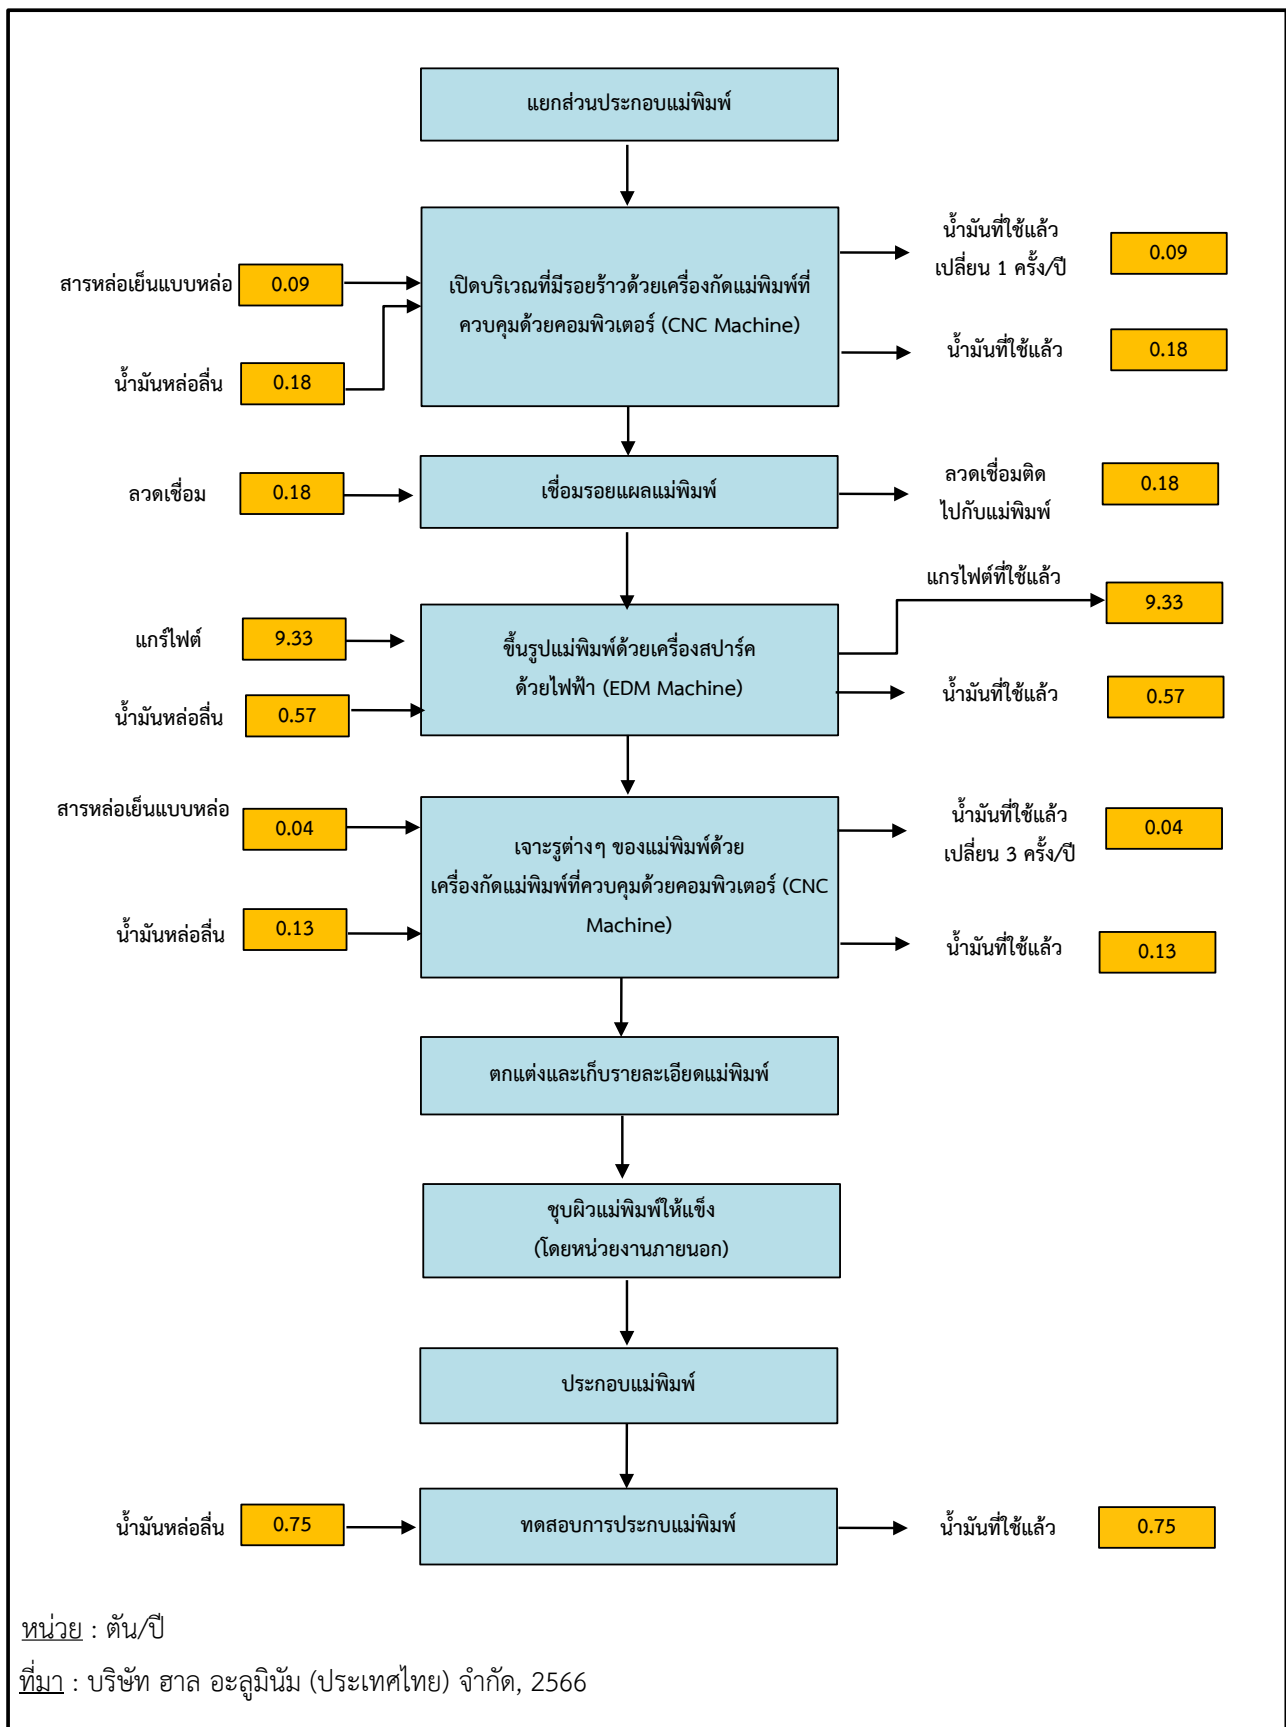 แยกส่วนประกอบแม่พิมพ์
สารหล่อเย็นแบบหล่อ
0.09
น้ำมันหล่อลื่น
0.18
เปิดบริเวณที่มีรอยร้าวด้วยเครื่องกัดแม่พิมพ์ที่
ควบคุมด้วยคอมพิวเตอร์ (CNC Machine)
น้ำมันที่ใช้แล้ว
เปลี่ยน 1 ครั้ง/ปี
0.09
น้ำมันที่ใช้แล้ว
0.18
ลวดเชื่อม
0.18
เชื่อมรอยแผลแม่พิมพ์
ลวดเชื่อมติด
ไปกับแม่พิมพ์
0.18
แกร์ไฟต์
9.33
น้ำมันหล่อลื่น
0.57
ขึ้นรูปแม่พิมพ์ด้วยเครื่องสปาร์ค
ด้วยไฟฟ้า (EDM Machine)
แกรไฟต์ที่ใช้แล้ว
9.33
น้ำมันที่ใช้แล้ว
0.57
สารหล่อเย็นแบบหล่อ
0.04
น้ำมันหล่อลื่น
0.13
เจาะรูต่างๆ ของแม่พิมพ์ด้วย
เครื่องกัดแม่พิมพ์ที่ควบคุมด้วยคอมพิวเตอร์ (CNC
Machine)
น้ำมันที่ใช้แล้ว
เปลี่ยน 3 ครั้ง/ปี
0.04
น้ำมันที่ใช้แล้ว
0.13
ตกแต่งและเก็บรายละเอียดแม่พิมพ์
ชุบผิวแม่พิมพ์ให้แข็ง
(โดยหน่วยงานภายนอก)
ประกอบแม่พิมพ์
น้ำมันหล่อลื่น
0.75
ทดสอบการประกบแม่พิมพ์
น้ำมันที่ใช้แล้ว
0.75
หน่วย : ตัน/ปี
ที่มา : บริษัท ฮาล อะลูมินัม (ประเทศไทย) จำกัด, 2566